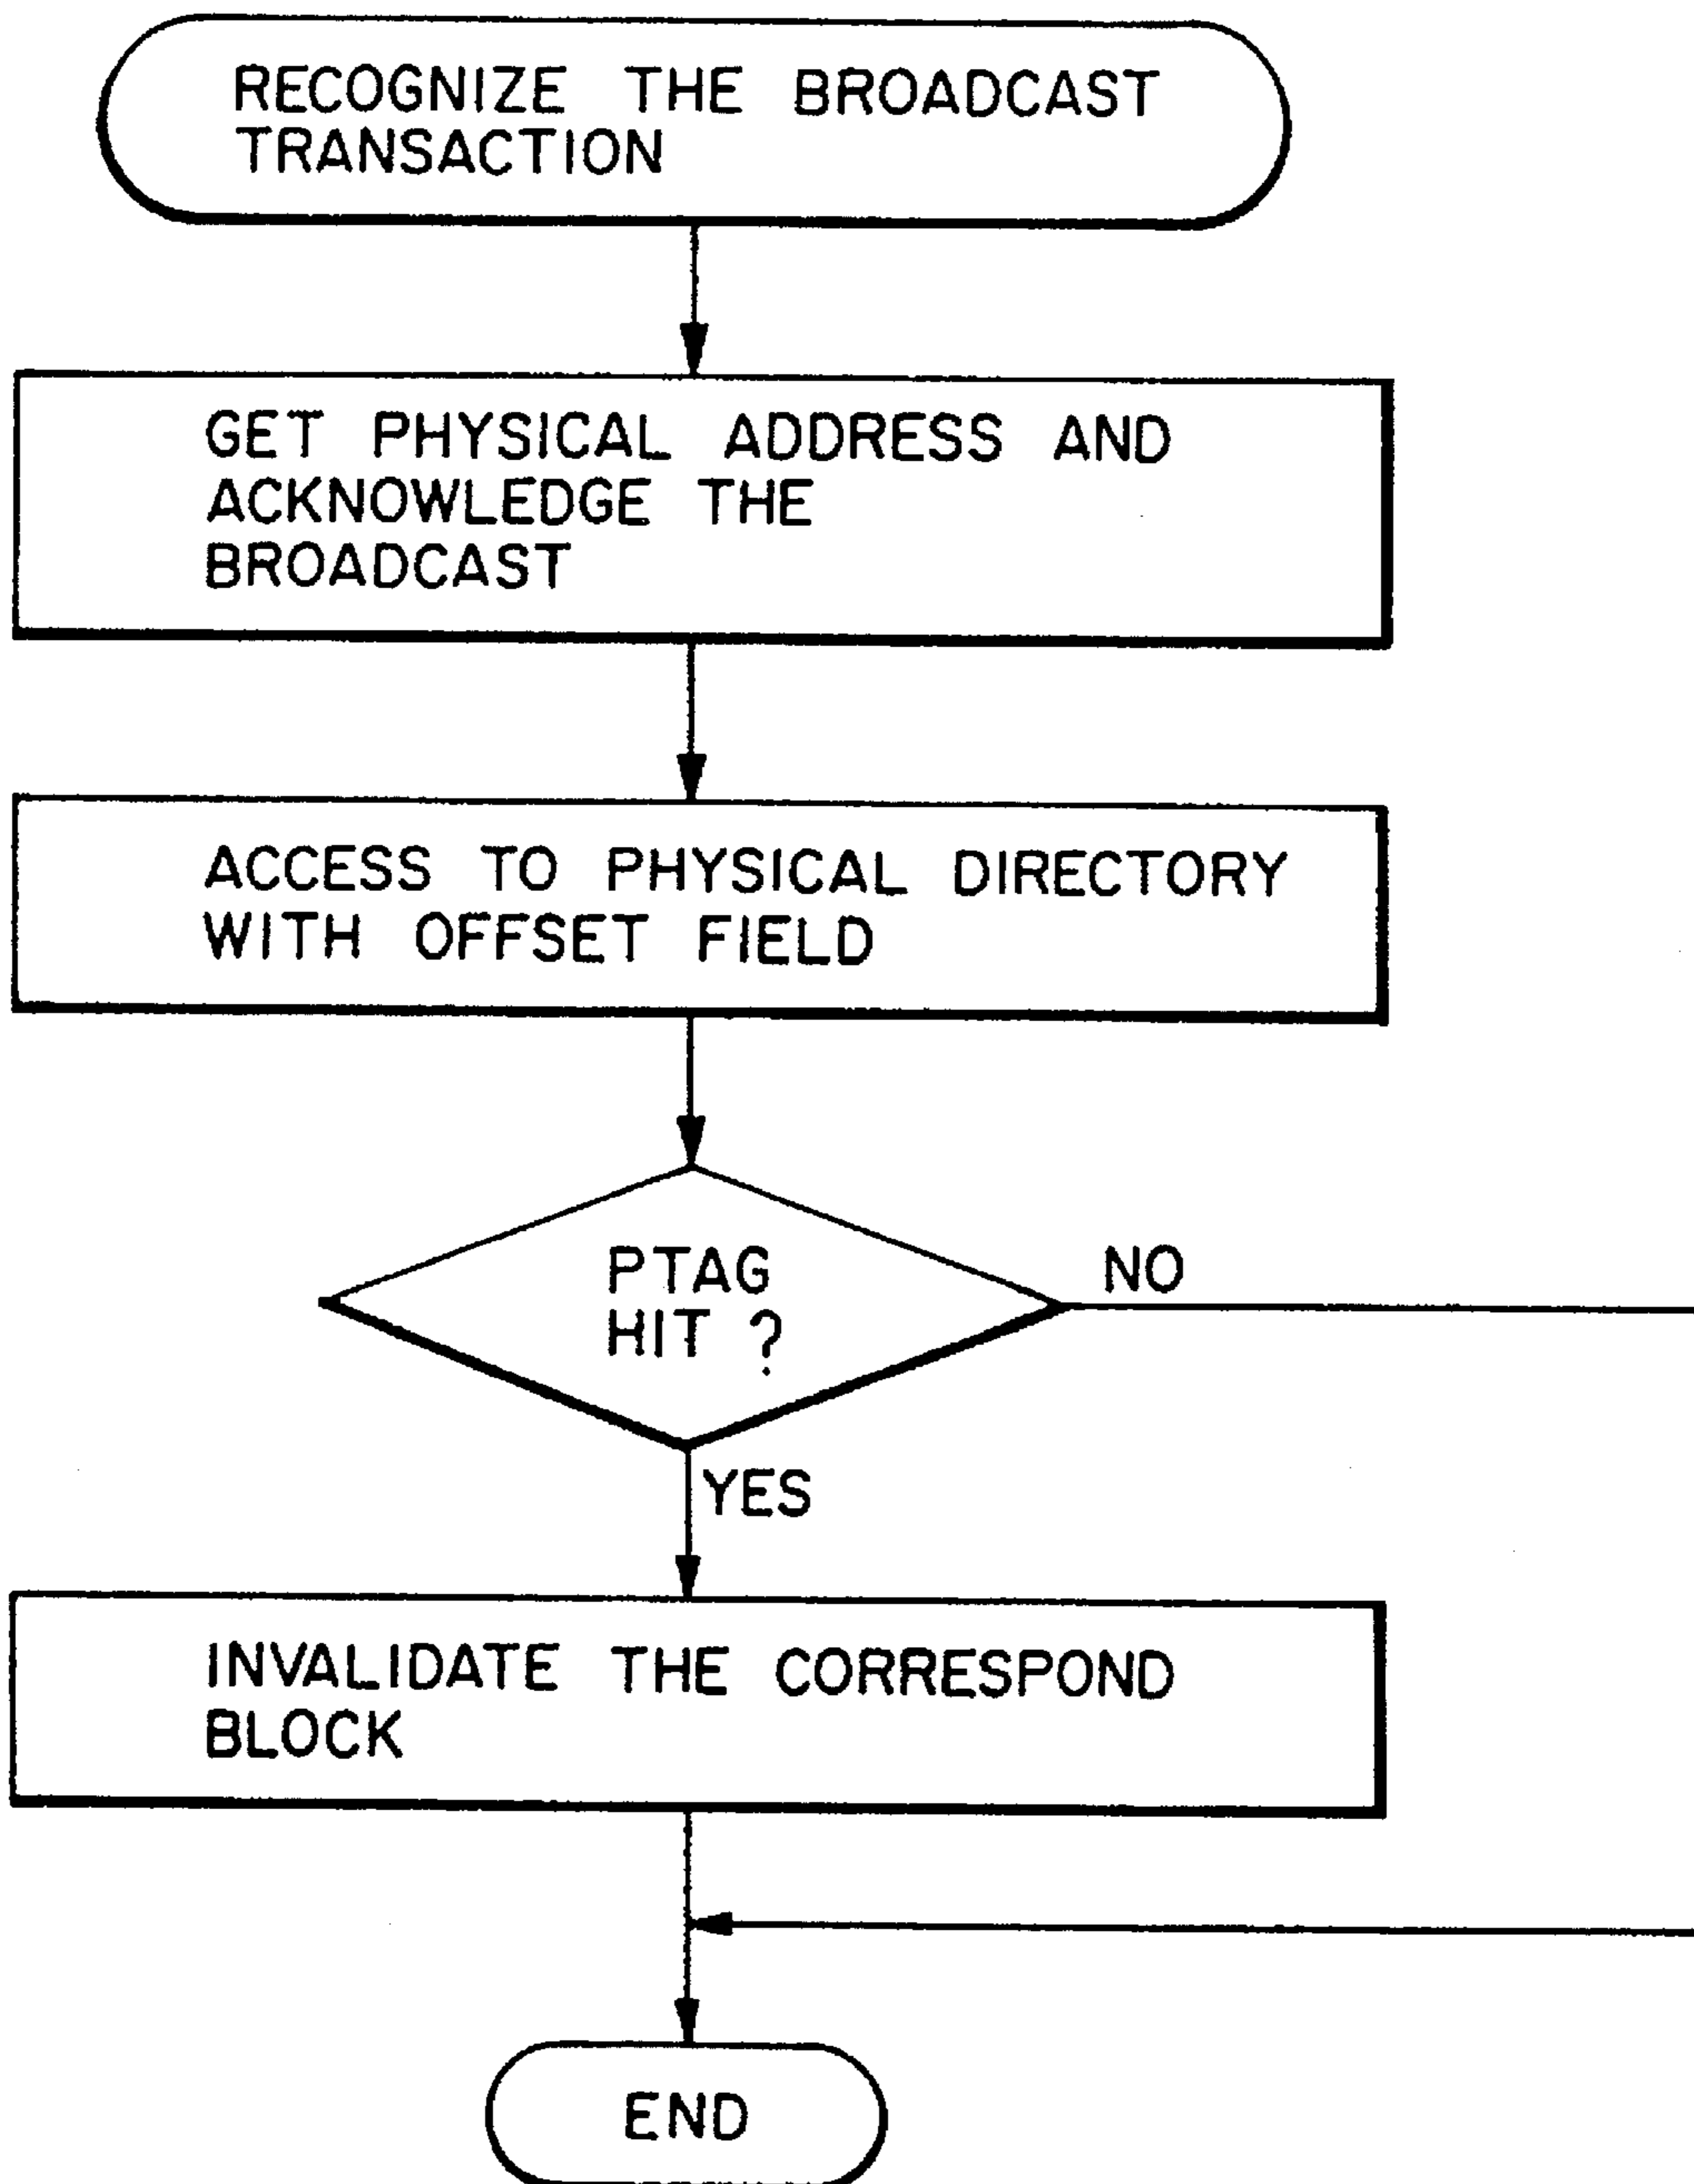 RECOGNIZE THE BROADCAST
TRANSACTION
GET PHYSICAL ADDRESS AND
ACKNOWLEDGE THE
BROADCAST
ACCESS TO PHYSICAL DIRECTORY
WITH OFFSET FIELD
PTAG
HIT ?
NO
YES
INVALIDATE THE CORRESPOND
BLOCK
END